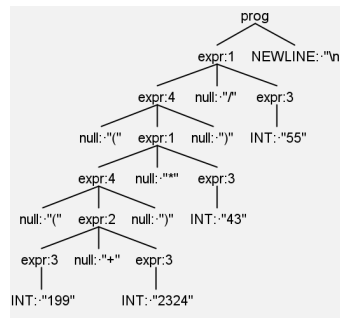 prog
expr:1 NEWLINE:·"\n
expr:4 null:·"/" expr:3
null:·"(" expr:1 null:·")" INT:·"55"
expr:4 null:·"*" expr:3
null:·"(" expr:2 null:·")" INT:·"43"
expr:3 null:·"+" expr:3
INT:·"199" INT:·"2324"